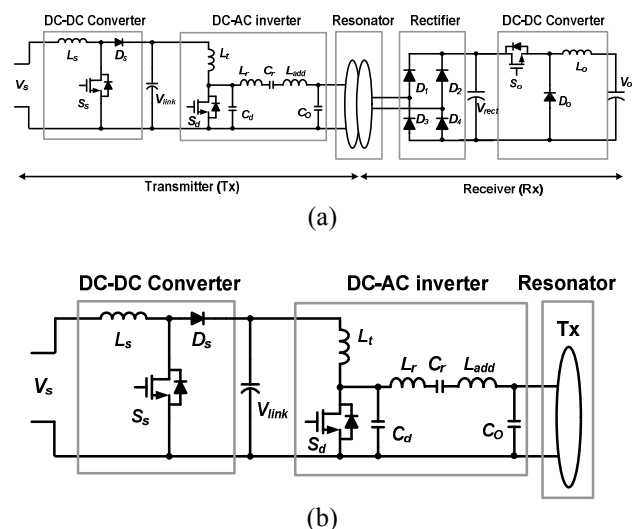 DC-DC Converter DC-AC inverter Resonator Rectifier DC-DC Converter
Ls Ds Lt Lr Cr Ladd D1 D2 So Lo
Vs Ss Vlink Sd Cd CO D3 D4 Vrect Do Vo
Transmitter (Tx) Receiver (Rx)
(a)
DC-DC Converter DC-AC inverter Resonator
Ls Ds Lt Lr Cr Ladd Tx
Vs Ss Vlink Sd Cd CO
(b)